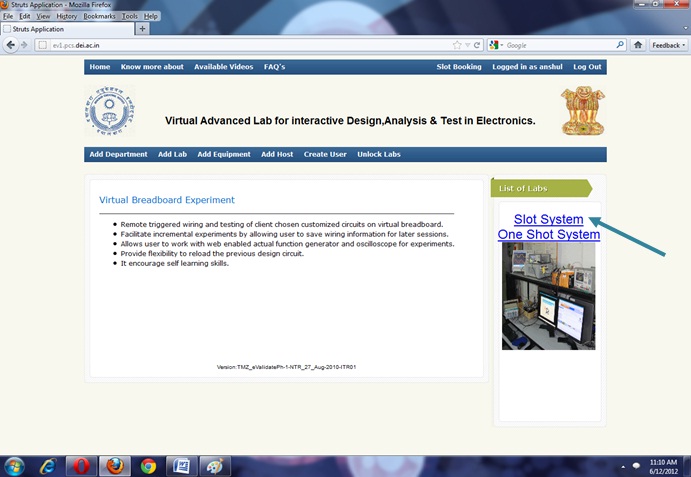 Struts Application - Mozilla Firefox
File Edit View History Bookmarks Tools Help
Struts Application
ev1.pcs.dei.ac.in
Google
Feedback
Home Know more about Available Videos FAQ's Slot Booking Logged in as anshul Log Out
Virtual Advanced Lab for interactive Design,Analysis & Test in Electronics.
Add Department Add Lab Add Equipment Add Host Create User Unlock Labs
List of Labs
Virtual Breadboard Experiment
Slot System
One Shot System
Remote triggered wiring and testing of client chosen customized circuits on virtual breadboard.
Facilitate incremental experiments by allowing user to save wiring information for later sessions.
Allows user to work with web enabled actual function generator and oscilloscope for experiments.
Provide flexibility to reload the previous design circuit.
It encourage self learning skills.
Version:TMZ_eValidatePh-1-NTR_27_Aug-2010-ITR01
11:10 AM
6/12/2012